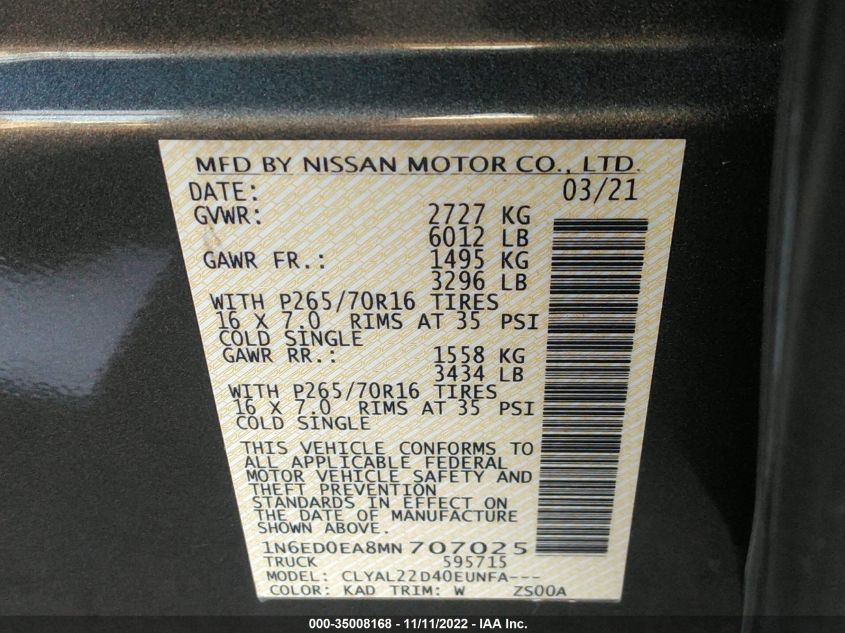 MFD BY NISSAN MOTOR CO., LTD.
DATE: 03/21
GVWR: 2727 KG
6012 LB
GAWR FR.: 1495 KG
3296 LB
WITH P265/70R16 TIRES
16 X 7.0 RIMS AT 35 PSI
COLD SINGLE
GAWR RR.: 1558 KG
3434 LB
WITH P265/70R16 TIRES
16 X 7.0 RIMS AT 35 PSI
COLD SINGLE
THIS VEHICLE CONFORMS TO
ALL APPLICABLE FEDERAL
MOTOR VEHICLE SAFETY AND
THEFT PREVENTION
STANDARDS IN EFFECT ON
THE DATE OF MANUFACTURE
SHOWN ABOVE.
1N6ED0EA8MN 707025
TRUCK 595715
MODEL: CLYAL22D40EUNFA---
COLOR: KAD TRIM: W ZS00A
000-35008168 - 11/11/2022 - IAA Inc.